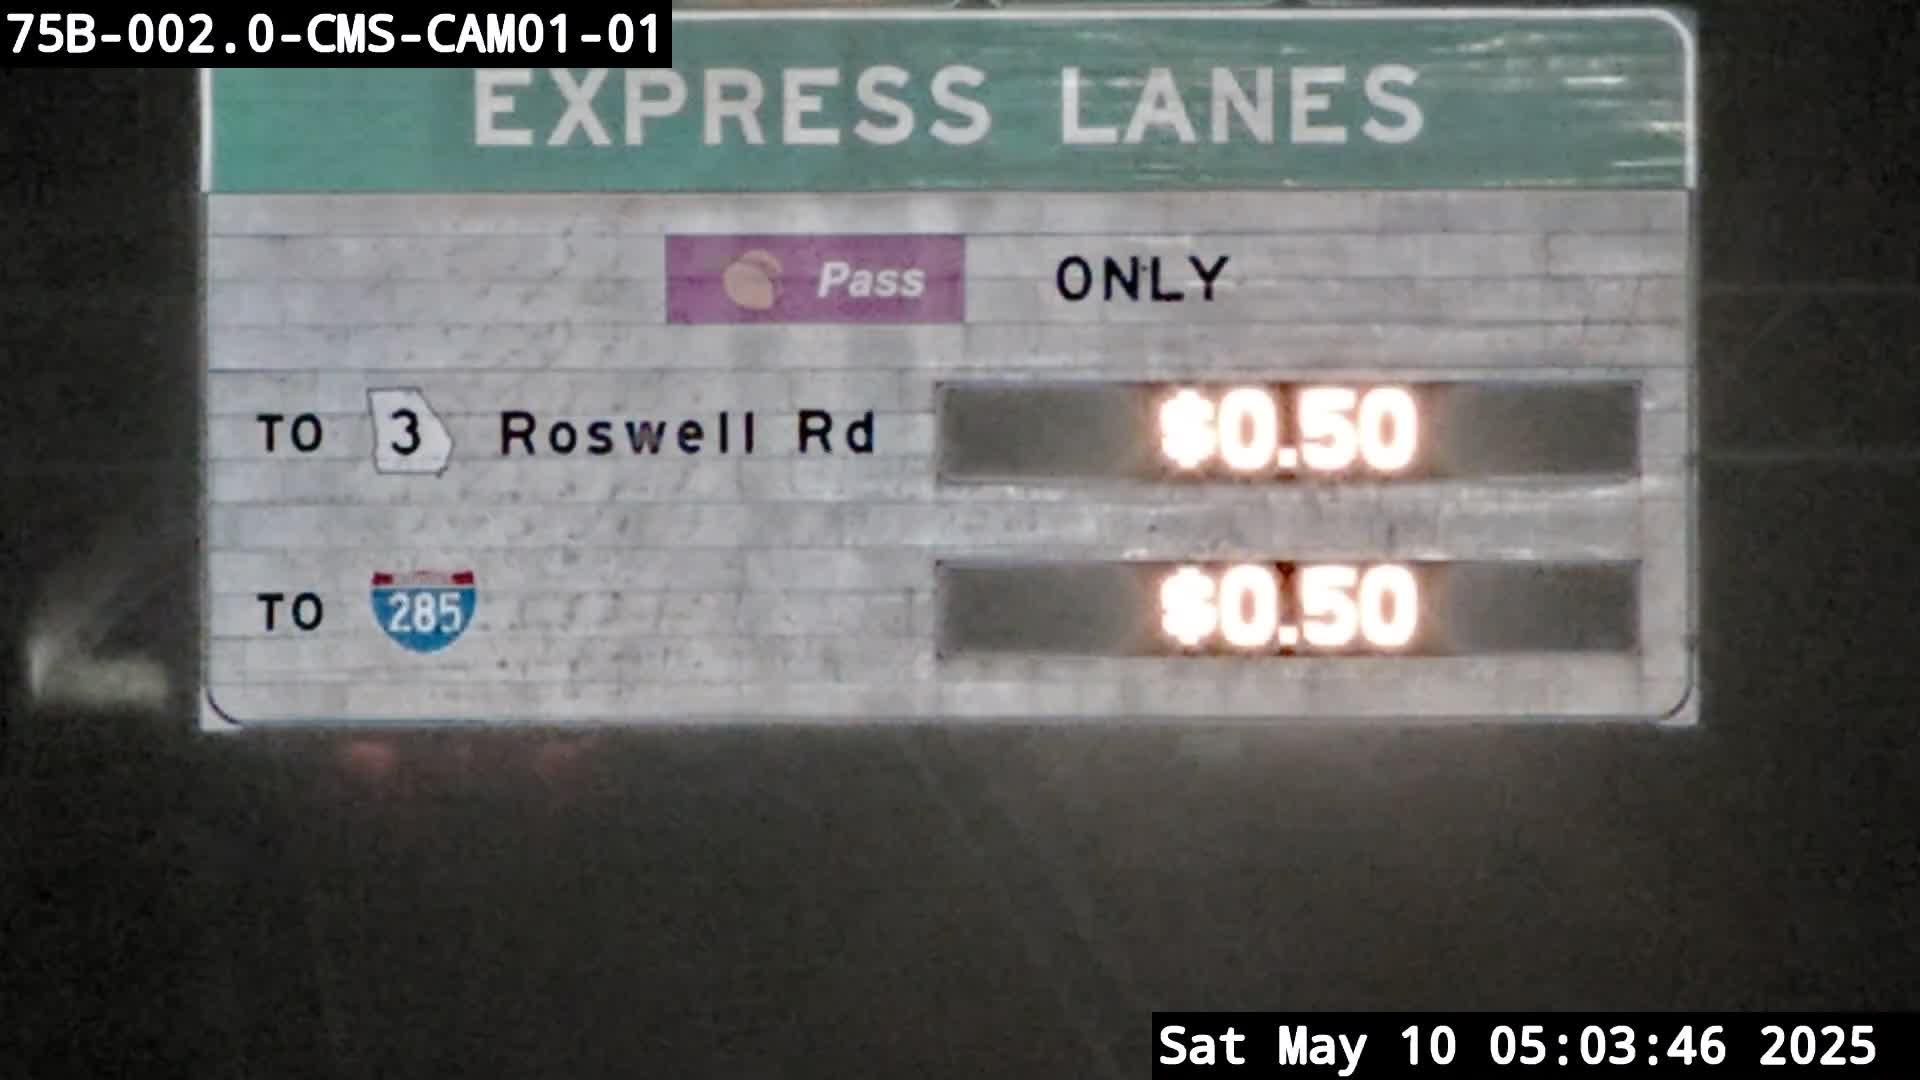 75B-002.0-CMS-CAM01-01
EXPRESS LANES
Pass ONLY
TO 3 Roswell Rd $0.50
TO 285 $0.50
Sat May 10 05:03:46 2025